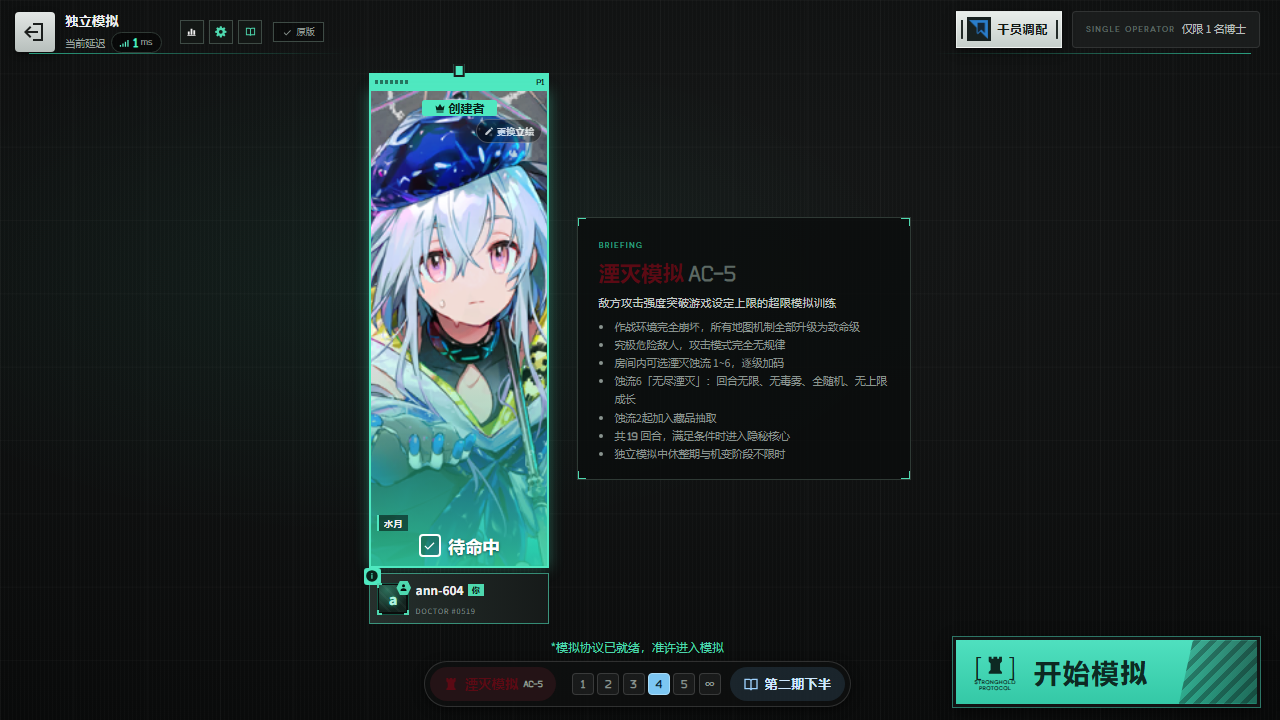 独立模拟
当前延迟 1 ms
原版
干员调配
SINGLE OPERATOR 仅限 1 名博士
P1
创建者
更换立绘
水月
待命中
a
ann-604 你
DOCTOR #0519
BRIEFING
湮灭模拟 AC-5
敌方攻击强度突破游戏设定上限的超限模拟训练
作战环境完全崩坏，所有地图机制全部升级为致命级
究极危险敌人，攻击模式完全无规律
房间内可选湮灭蚀流 1~6，逐级加码
蚀流6「无尽湮灭」：回合无限、无毒雾、全随机、无上限
成长
蚀流2起加入藏品抽取
共 19 回合，满足条件时进入隐秘核心
独立模拟中休整期与机变阶段不限时
*模拟协议已就绪，准许进入模拟
湮灭模拟 AC-5
1 2 3 4 5 ∞
第二期下半
STRONGHOLD
PROTOCOL
开始模拟